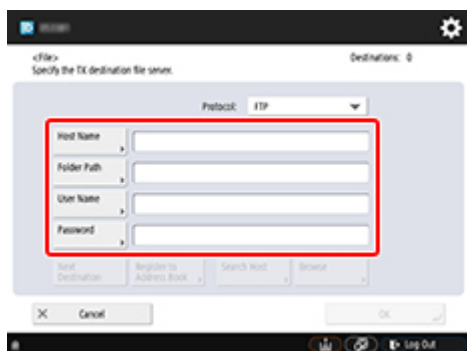 <File>
Destinations: 0
Specify the TX destination file server.
Protocol: FTP
Host Name
Folder Path
User Name
Password
Next Destination
Register to Address Book
Search Host
Browse
Cancel
OK
Log Out